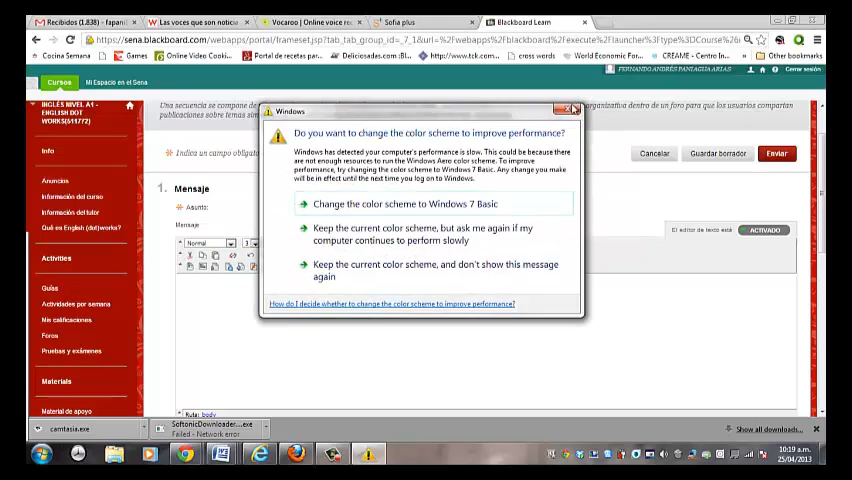 Recibidos (1.838) - fapani
Las voces que son noticia
Vocaroo | Online voice rec
Sofia plus
Blackboard Learn
https://sena.blackboard.com/webapps/portal/frameset.jsp?tab_tab_group_id=_7_1&url=%2Fwebapps%2Fblackboard%2Fexecute%2Flauncher%3Ftype%3DCourse%
Cocina Semana
Games
Online Video Cooki...
Portal de recetas par...
Deliciosadas.com :Bl...
http://www.tck.com...
cross words
World Economic For...
CREAME - Centro In...
Other bookmarks
FERNANDO ANDRÉS PANIAGUA ARIAS
Cursos
Mi Espacio en el Sena
Cerrar sesión
INGLÉS NIVEL A1 -
ENGLISH DOT
WORKS(511772)
Info
Anuncios
Información del curso
Información del tutor
Qué es English (dot)works?
Activities
Guías
Actividades por semana
Mis calificaciones
Foros
Pruebas y exámenes
Materials
Material de apoyo
Una secuencia se compone de
organizativa dentro de un foro para que los usuarios compartan
publicaciones sobre temas sim
Indica un campo obligato
Cancelar
Guardar borrador
Enviar
1. Mensaje
Asunto:
Mensaje
El editor de texto está
ACTIVADO
Normal
3
Ruta: body
Windows
Do you want to change the color scheme to improve performance?
Windows has detected your computer's performance is slow. This could be because there
are not enough resources to run the Windows Aero color scheme. To improve
performance, try changing the color scheme to Windows 7 Basic. Any change you make
will be in effect until the next time you log on to Windows.
Change the color scheme to Windows 7 Basic
Keep the current color scheme, but ask me again if my
computer continues to perform slowly
Keep the current color scheme, and don't show this message
again
How do I decide whether to change the color scheme to improve performance?
camtasia.exe
SoftonicDownloader....exe
Failed - Network error
Show all downloads...
10:19 a.m.
25/04/2013